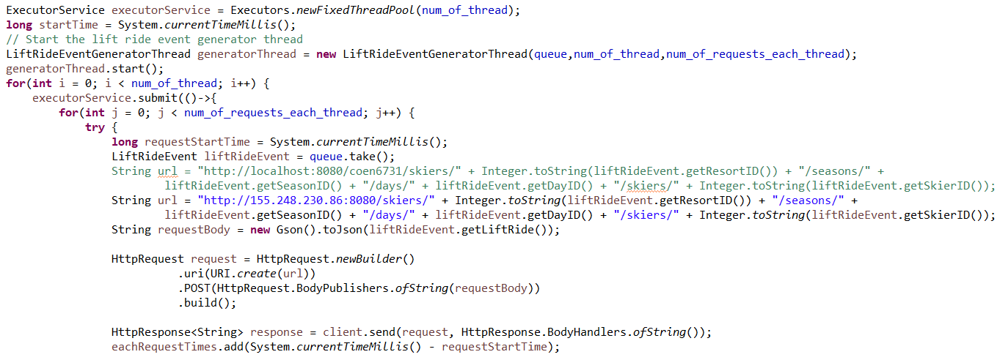 ExecutorService executorService = Executors.newFixedThreadPool(num_of_thread);
long startTime = System.currentTimeMillis();
// Start the lift ride event generator thread
LiftRideEventGeneratorThread generatorThread = new LiftRideEventGeneratorThread(queue,num_of_thread,num_of_requests_each_thread);
generatorThread.start();
for(int i = 0; i < num_of_thread; i++) {
    executorService.submit(()->{
        for(int j = 0; j < num_of_requests_each_thread; j++) {
            try {
                long requestStartTime = System.currentTimeMillis();
                LiftRideEvent liftRideEvent = queue.take();
                String url = "http://localhost:8080/coen6731/skiers/" + Integer.toString(liftRideEvent.getResortID()) + "/seasons/" +
                        liftRideEvent.getSeasonID() + "/days/" + liftRideEvent.getDayID() + "/skiers/" + Integer.toString(liftRideEvent.getSkierID());
                String url = "http://155.248.230.86:8080/skiers/" + Integer.toString(liftRideEvent.getResortID()) + "/seasons/" +
                        liftRideEvent.getSeasonID() + "/days/" + liftRideEvent.getDayID() + "/skiers/" + Integer.toString(liftRideEvent.getSkierID());
                String requestBody = new Gson().toJson(liftRideEvent.getLiftRide());

                HttpRequest request = HttpRequest.newBuilder()
                          .uri(URI.create(url))
                          .POST(HttpRequest.BodyPublishers.ofString(requestBody))
                          .build();

                HttpResponse<String> response = client.send(request, HttpResponse.BodyHandlers.ofString());
                eachRequestTimes.add(System.currentTimeMillis() - requestStartTime);